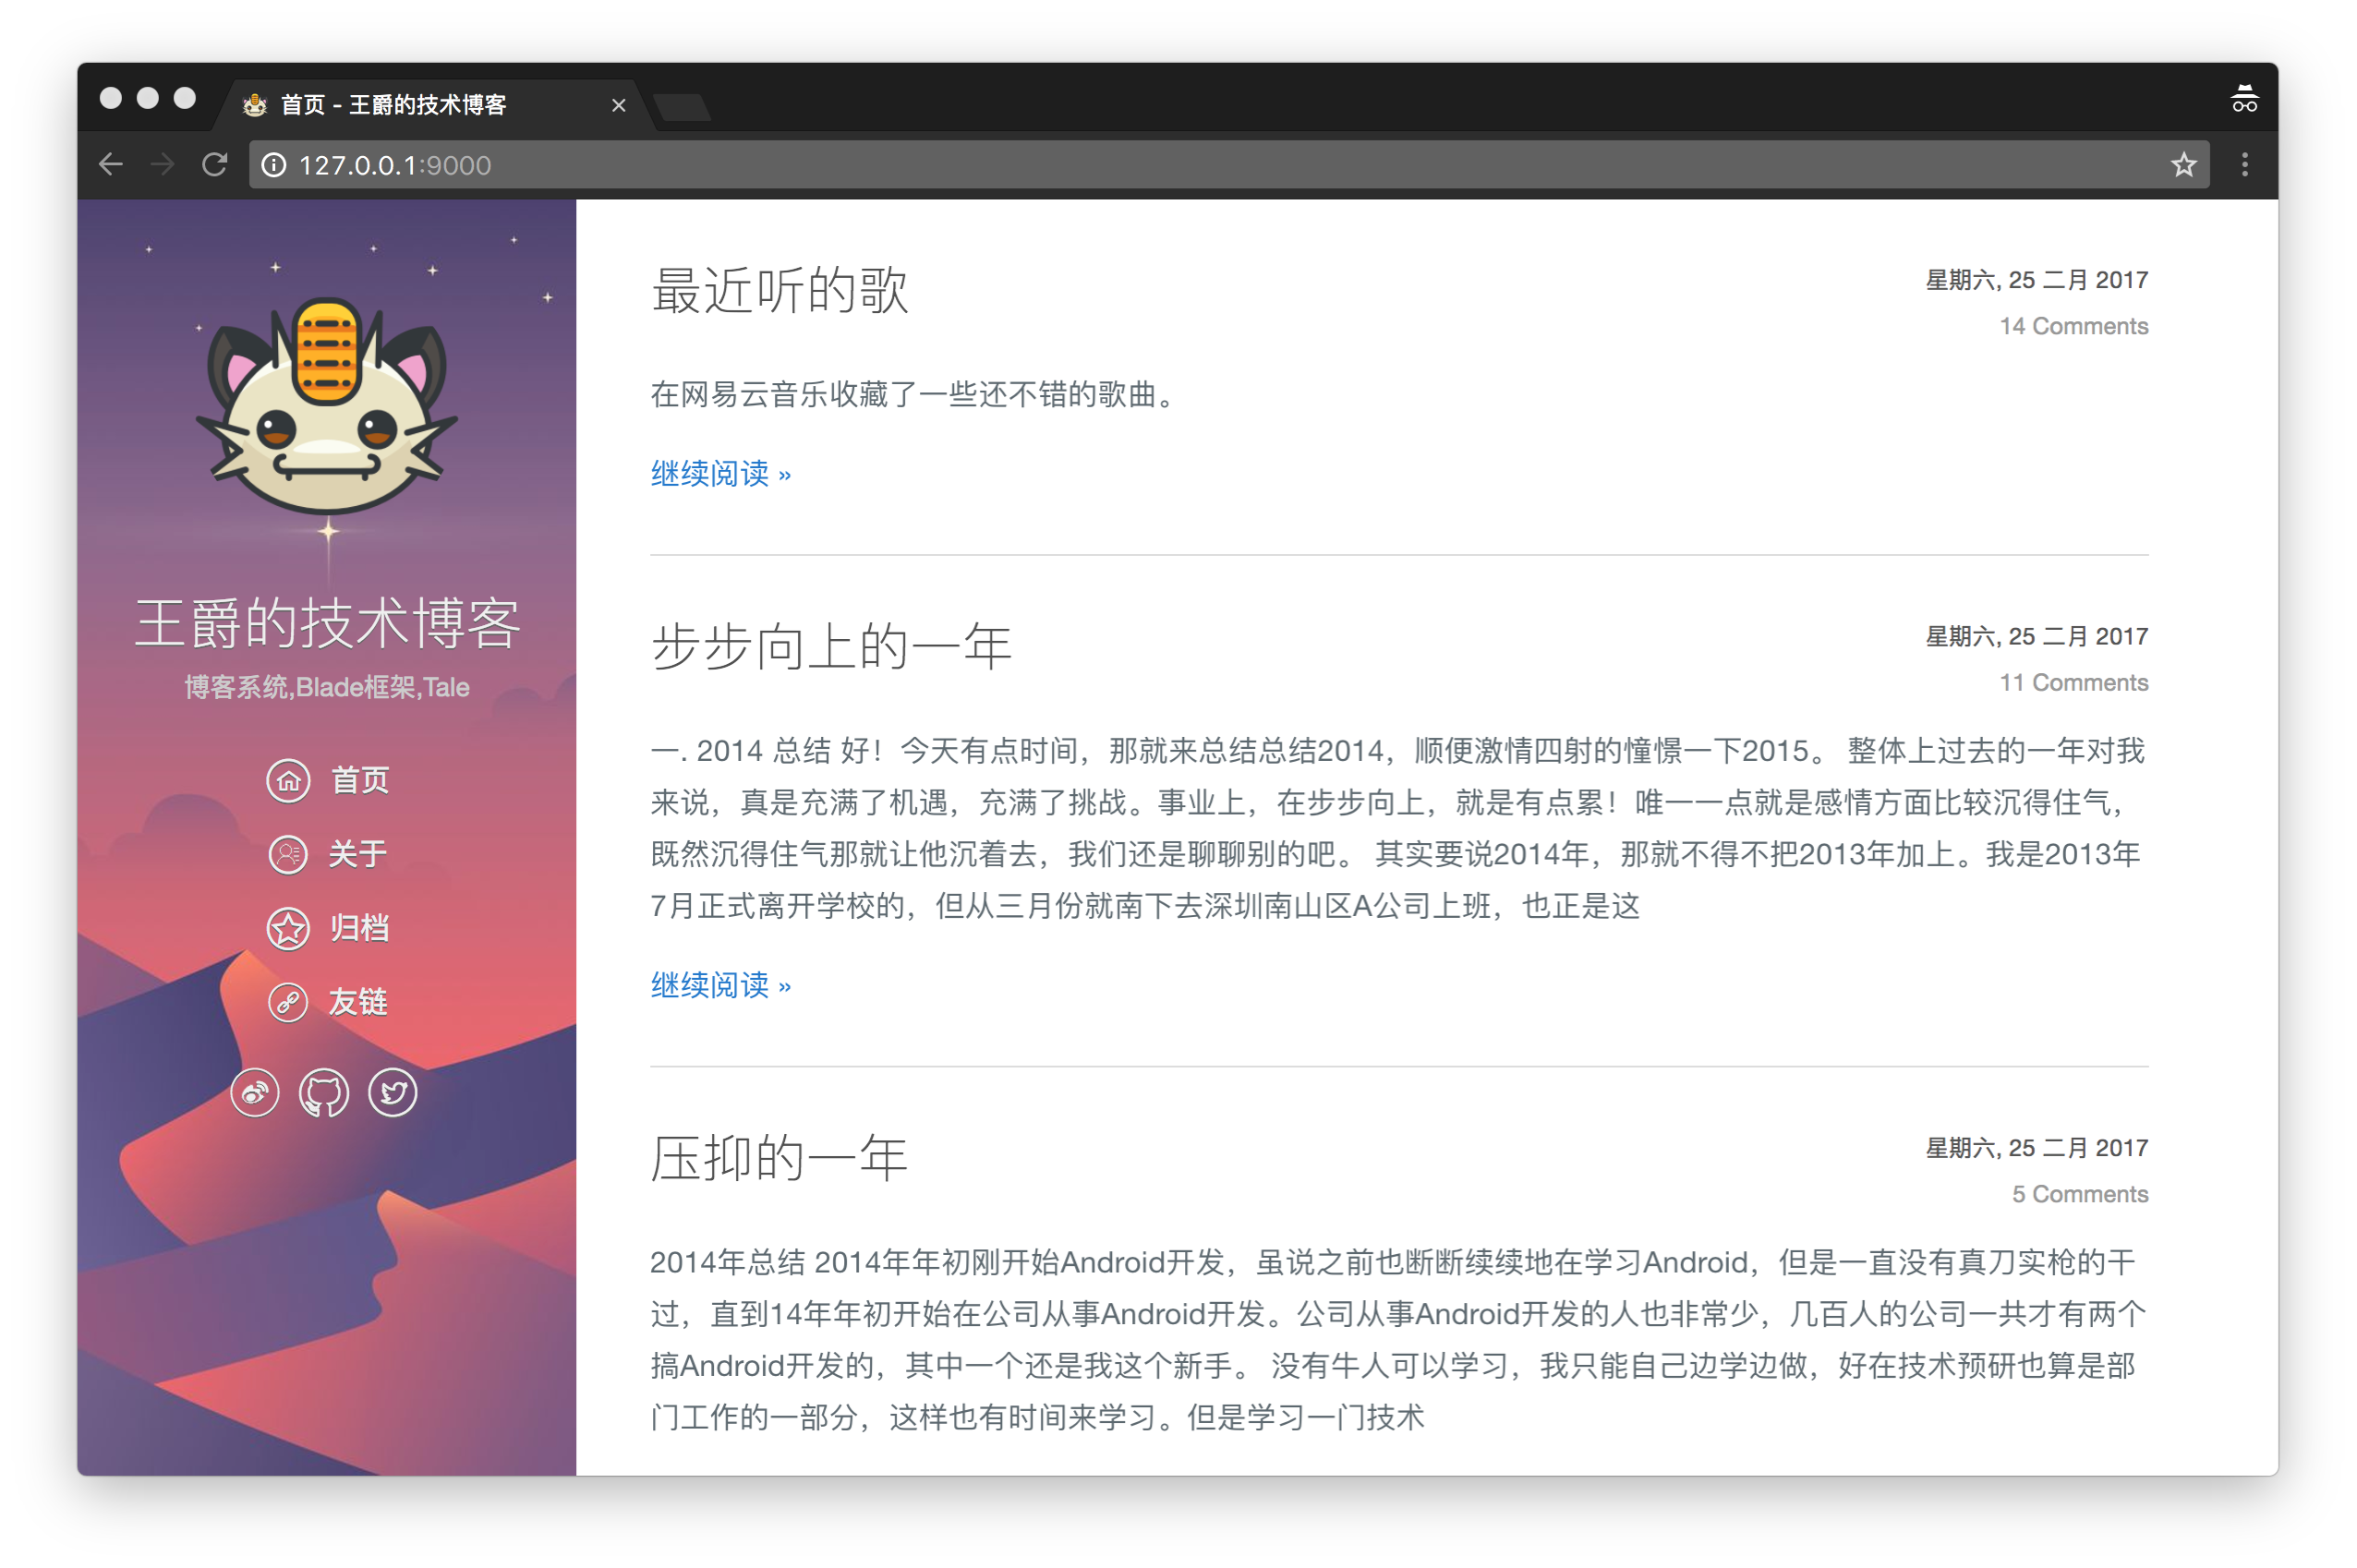 首页 - 王爵的技术博客
127.0.0.1:9000
王爵的技术博客
博客系统,Blade框架,Tale
首页
关于
归档
友链
最近听的歌
星期六, 25 二月 2017
14 Comments
在网易云音乐收藏了一些还不错的歌曲。
继续阅读 »
步步向上的一年
星期六, 25 二月 2017
11 Comments
一. 2014 总结 好！今天有点时间，那就来总结总结2014，顺便激情四射的憧憬一下2015。 整体上过去的一年对我
来说，真是充满了机遇，充满了挑战。事业上，在步步向上，就是有点累！唯一一点就是感情方面比较沉得住气，
既然沉得住气那就让他沉着去，我们还是聊聊别的吧。 其实要说2014年，那就不得不把2013年加上。我是2013年
7月正式离开学校的，但从三月份就南下去深圳南山区A公司上班，也正是这
继续阅读 »
压抑的一年
星期六, 25 二月 2017
5 Comments
2014年总结 2014年年初刚开始Android开发，虽说之前也断断续续地在学习Android，但是一直没有真刀实枪的干
过，直到14年年初开始在公司从事Android开发。公司从事Android开发的人也非常少，几百人的公司一共才有两个
搞Android开发的，其中一个还是我这个新手。 没有牛人可以学习，我只能自己边学边做，好在技术预研也算是部
门工作的一部分，这样也有时间来学习。但是学习一门技术